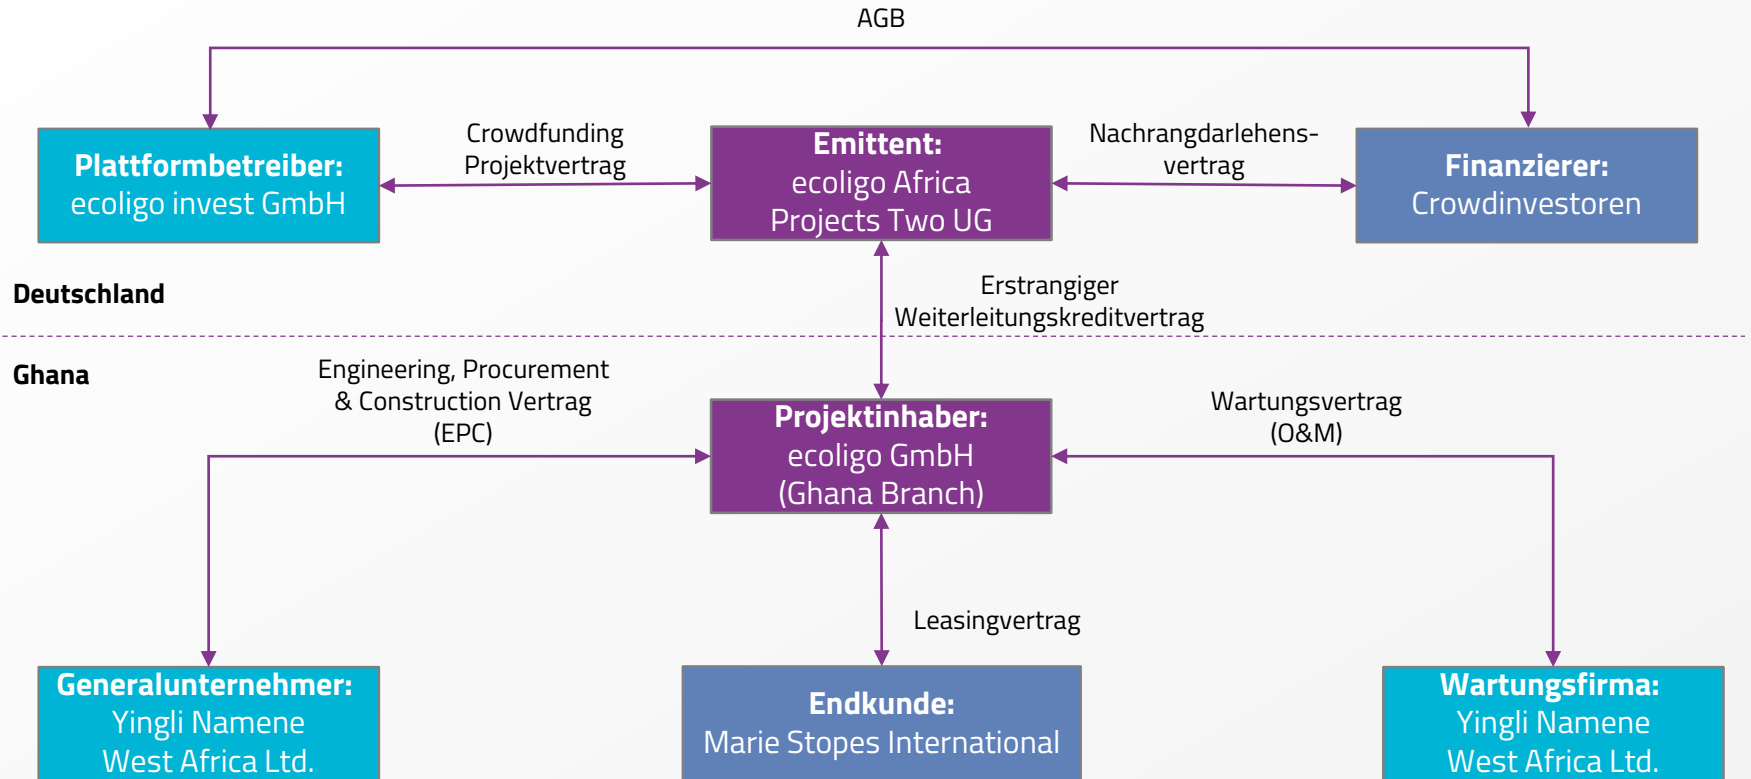 AGB
Plattformbetreiber:
ecoligo invest GmbH
Crowdfunding
Projektvertrag
Emittent:
ecoligo Africa
Projects Two UG
Nachrangdarlehens-
vertrag
Finanzierer:
Crowdinvestoren
Deutschland
Erstrangiger
Weiterleitungskreditvertrag
Ghana
Engineering, Procurement
& Construction Vertrag
(EPC)
Projektinhaber:
ecoligo GmbH
(Ghana Branch)
Wartungsvertrag
(O&M)
Leasingvertrag
Generalunternehmer:
Yingli Namene
West Africa Ltd.
Endkunde:
Marie Stopes International
Wartungsfirma:
Yingli Namene
West Africa Ltd.